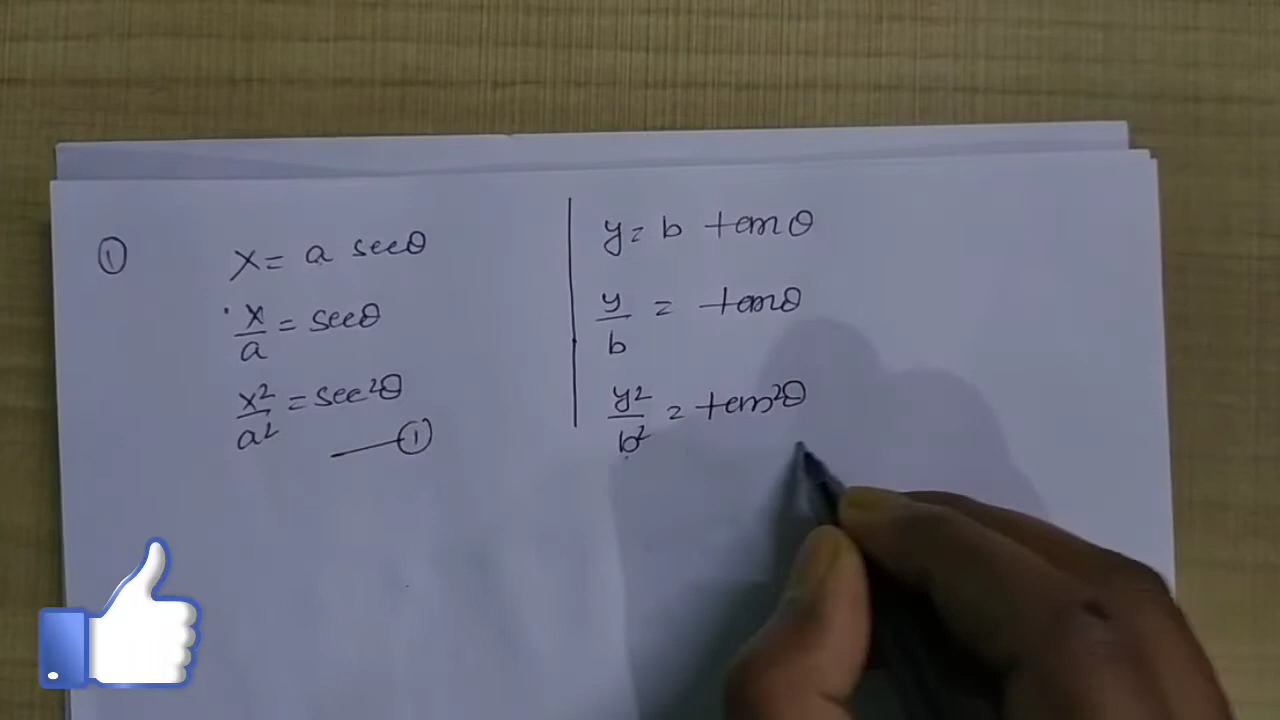 ①
x = a secθ
x/a = secθ
x²/a² = sec²θ
①
y = b tanθ
y/b = tanθ
y²/b² = tan²θ